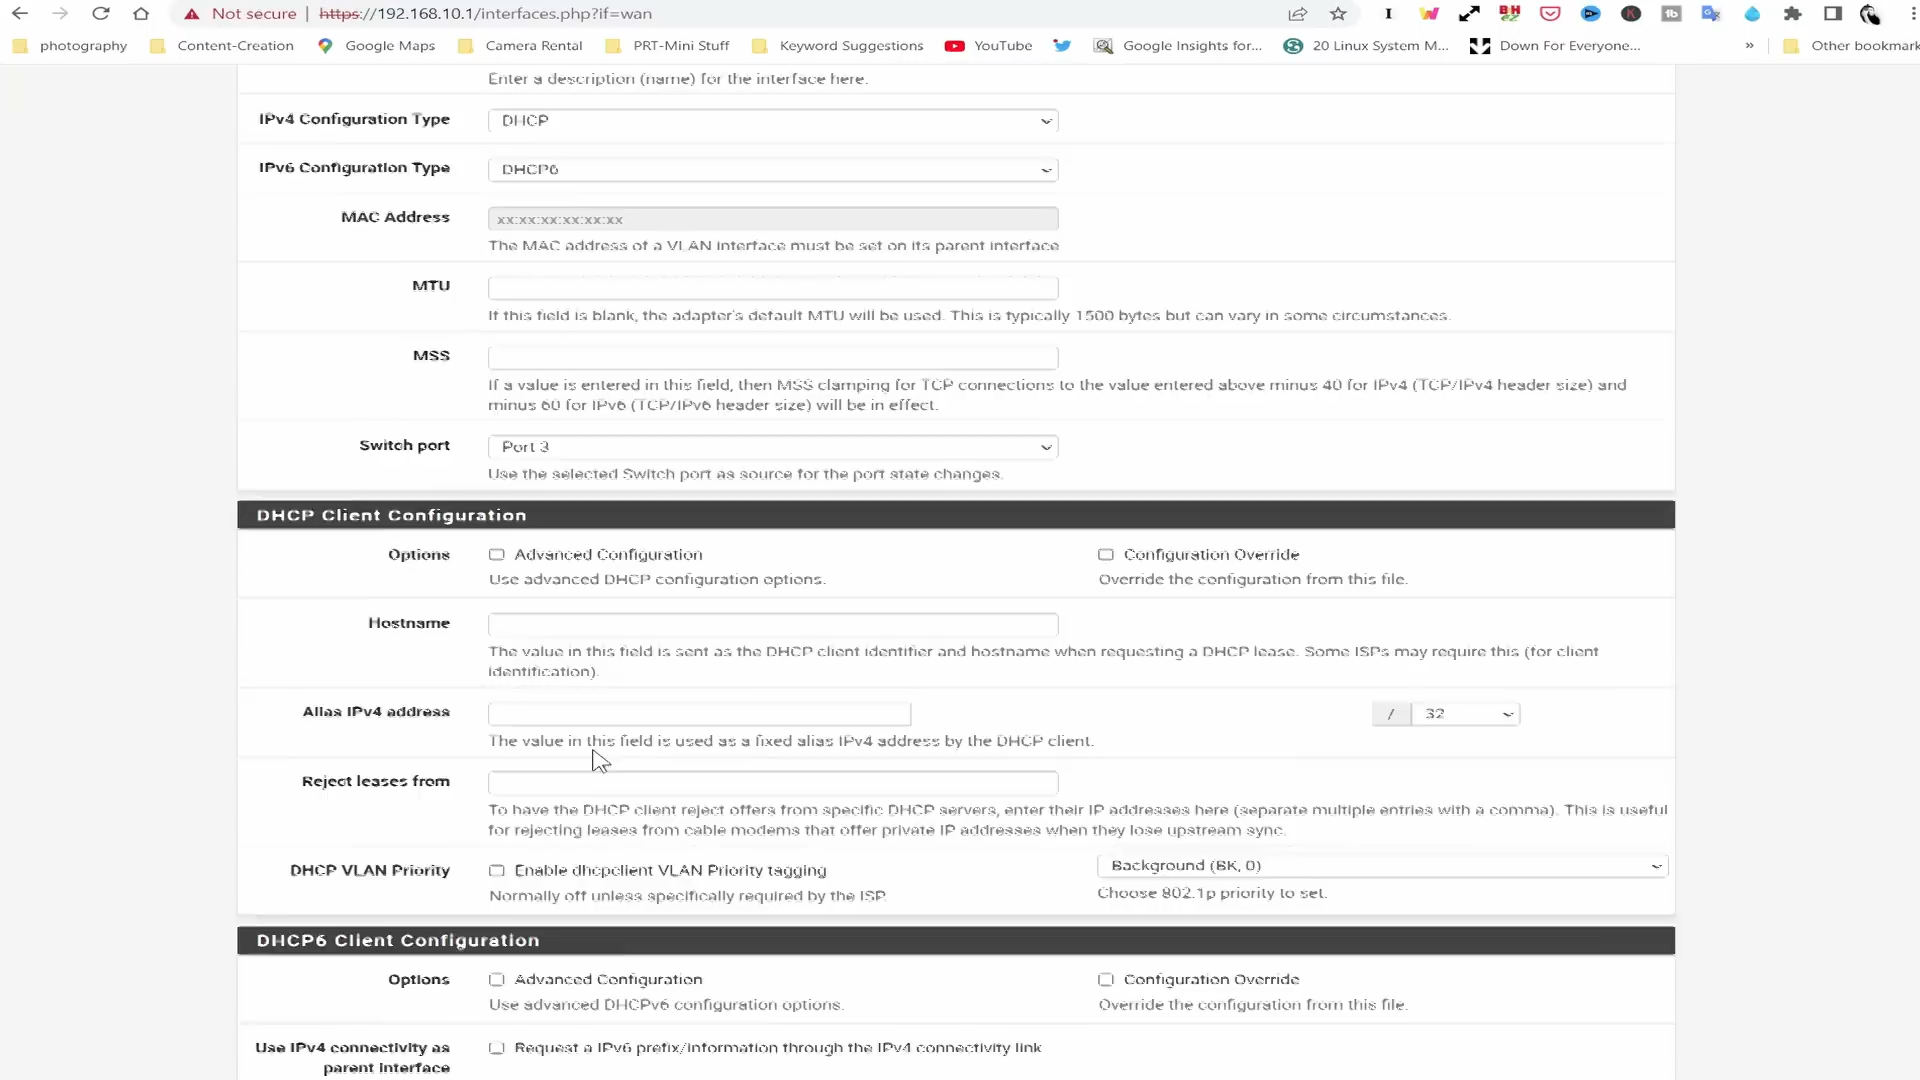 Not secure | https://192.168.10.1/interfaces.php?if=wan
photography
Content-Creation
Google Maps
Camera Rental
PRT-Mini Stuff
Keyword Suggestions
YouTube
Google Insights for...
20 Linux System M...
Down For Everyone...
»
Other bookmark
Enter a description (name) for the interface here.
IPv4 Configuration Type
DHCP
IPv6 Configuration Type
DHCP6
MAC Address
xx:xx:xx:xx:xx:xx
The MAC address of a VLAN interface must be set on its parent interface
MTU
If this field is blank, the adapter's default MTU will be used. This is typically 1500 bytes but can vary in some circumstances.
MSS
If a value is entered in this field, then MSS clamping for TCP connections to the value entered above minus 40 for IPv4 (TCP/IPv4 header size) and
minus 60 for IPv6 (TCP/IPv6 header size) will be in effect.
Switch port
Port 3
Use the selected Switch port as source for the port state changes.
DHCP Client Configuration
Options
Advanced Configuration
Configuration Override
Use advanced DHCP configuration options.
Override the configuration from this file.
Hostname
The value in this field is sent as the DHCP client identifier and hostname when requesting a DHCP lease. Some ISPs may require this (for client
identification).
Alias IPv4 address
/
32
The value in this field is used as a fixed alias IPv4 address by the DHCP client.
Reject leases from
To have the DHCP client reject offers from specific DHCP servers, enter their IP addresses here (separate multiple entries with a comma). This is useful
for rejecting leases from cable modems that offer private IP addresses when they lose upstream sync.
DHCP VLAN Priority
Enable dhcpclient VLAN Priority tagging
Background (BK, 0)
Normally off unless specifically required by the ISP.
Choose 802.1p priority to set.
DHCP6 Client Configuration
Options
Advanced Configuration
Configuration Override
Use advanced DHCPv6 configuration options.
Override the configuration from this file.
Use IPv4 connectivity as
parent interface
Request a IPv6 prefix/information through the IPv4 connectivity link